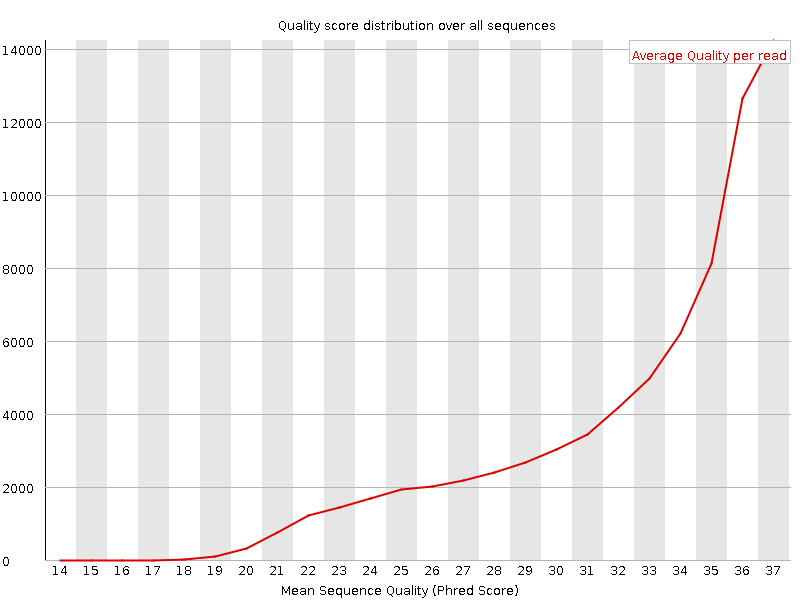 Quality score distribution over all sequences
Average Quality per read
14000
12000
10000
8000
6000
4000
2000
0
14 15 16 17 18 19 20 21 22 23 24 25 26 27 28 29 30 31 32 33 34 35 36 37
Mean Sequence Quality (Phred Score)